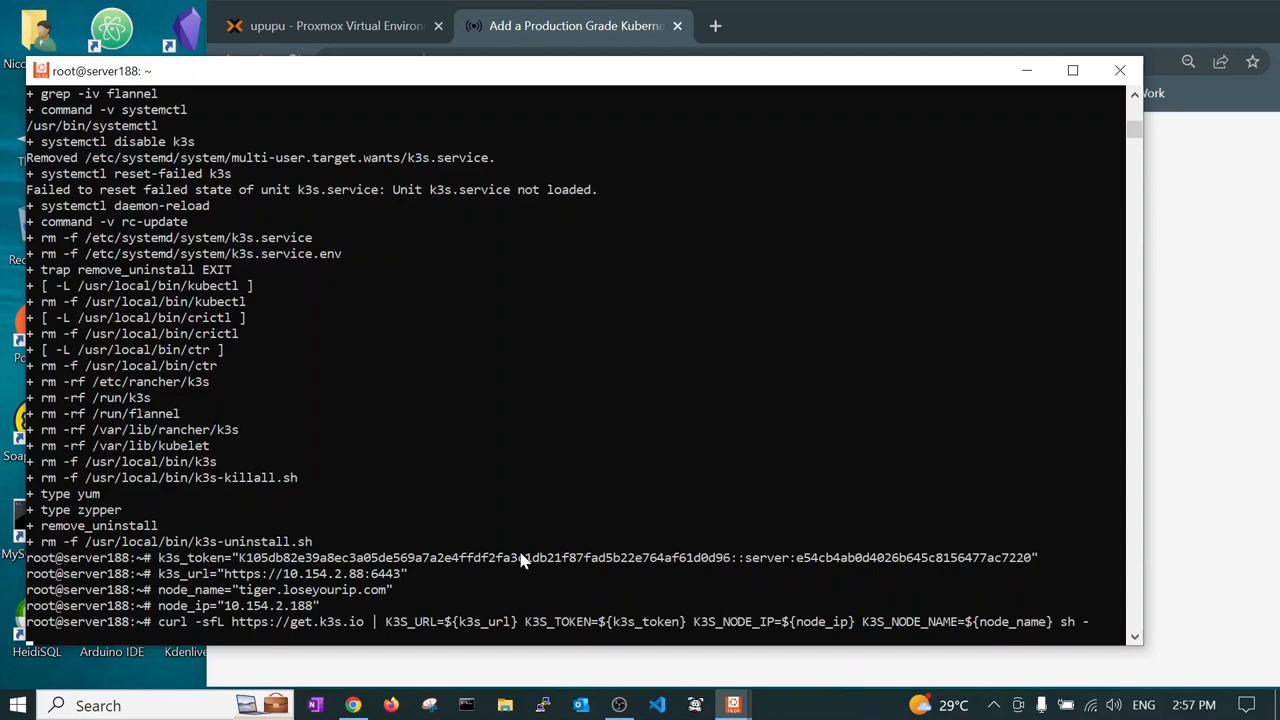 upupu - Proxmox Virtual Environ
Add a Production Grade Kuberne
Nicc
root@server188: ~
Work
+ grep -iv flannel
+ command -v systemctl
/usr/bin/systemctl
+ systemctl disable k3s
Removed /etc/systemd/system/multi-user.target.wants/k3s.service.
+ systemctl reset-failed k3s
Failed to reset failed state of unit k3s.service: Unit k3s.service not loaded.
+ systemctl daemon-reload
+ command -v rc-update
+ rm -f /etc/systemd/system/k3s.service
+ rm -f /etc/systemd/system/k3s.service.env
+ trap remove_uninstall EXIT
+ [ -L /usr/local/bin/kubectl ]
+ rm -f /usr/local/bin/kubectl
+ [ -L /usr/local/bin/crictl ]
+ rm -f /usr/local/bin/crictl
+ [ -L /usr/local/bin/ctr ]
+ rm -f /usr/local/bin/ctr
+ rm -rf /etc/rancher/k3s
+ rm -rf /run/k3s
+ rm -rf /run/flannel
+ rm -rf /var/lib/rancher/k3s
+ rm -rf /var/lib/kubelet
+ rm -f /usr/local/bin/k3s
+ rm -f /usr/local/bin/k3s-killall.sh
+ type yum
+ type zypper
+ remove_uninstall
+ rm -f /usr/local/bin/k3s-uninstall.sh
root@server188:~# k3s_token=
root@server188:~# k3s_url="https://10.154.2.88:6443"
root@server188:~# node_name="tiger.loseyourip.com"
root@server188:~# node_ip="10.154.2.188"
root@server188:~# curl -sfL https://get.k3s.io | K3S_URL=${k3s_url} K3S_TOKEN=${k3s_token} K3S_NODE_IP=${node_ip} K3S_NODE_NAME=${node_name} sh -
Th
Rec
Po
MyS
HeidiSQL
Arduino IDE
Kdenlive
Search
29°C
ENG
2:57 PM